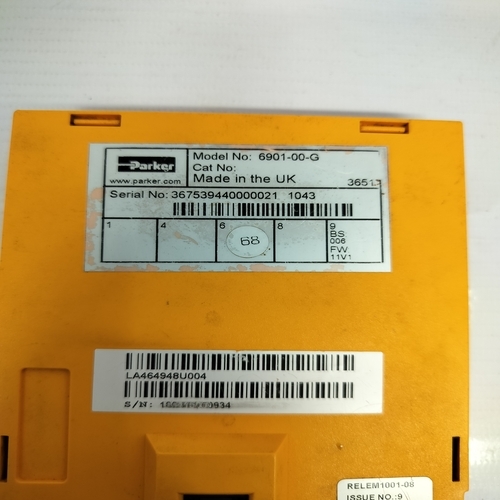 Parker
www.parker.com
Model No: 6901-00-G
Cat No:
Made in the UK
Serial No: 367539440000021 1043
1
4
6
68
8
9
BS
006
FW
11V1
LA464948U004
S/N:
RELEM1001-08
ISSUE NO.:9